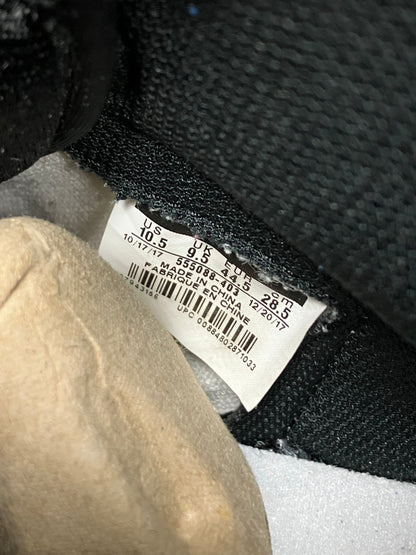 US UK EUR cm
10.5 9.5 44.5 28.5
10/17/17 555088-403 12/20/17
MADE IN CHINA
FABRIQUE EN CHINE
UPC 00884802871033